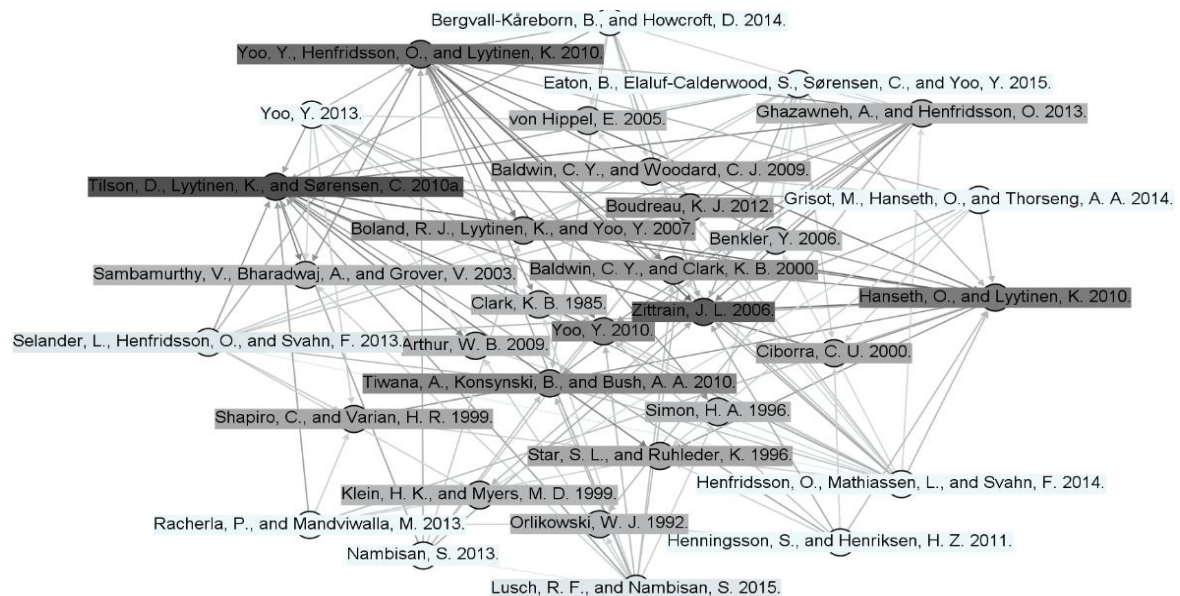 Bergvall-Kåreborn, B., and Howcroft, D. 2014.
Yoo, Y., Henfridsson, O., and Lyytinen, K. 2010.
Eaton, B., Elaluf-Calderwood, S., Sørensen, C., and Yoo, Y. 2015.
Yoo, Y. 2013.
von Hippel, E. 2005.
Ghazawneh, A., and Henfridsson, O. 2013.
Baldwin, C. Y., and Woodard, C. J. 2009.
Tilson, D., Lyytinen, K., and Sørensen, C. 2010a.
Grisot, M., Hanseth, O., and Thorseng, A. A. 2014.
Boudreau, K. J. 2012.
Boland, R. J., Lyytinen, K., and Yoo, Y. 2007.
Benkler, Y. 2006.
Sambamurthy, V., Bharadwaj, A., and Grover, V. 2003.
Baldwin, C. Y., and Clark, K. B. 2000.
Clark, K. B. 1985.
Hanseth, O., and Lyytinen, K. 2010.
Zittrain, J. L. 2006.
Yoo, Y. 2010.
Selander, L., Henfridsson, O., and Svahn, F. 2013.
Arthur, W. B. 2009.
Ciborra, C. U. 2000.
Tiwana, A., Konsynski, B., and Bush, A. A. 2010.
Shapiro, C., and Varian, H. R. 1999.
Simon, H. A. 1996.
Star, S. L., and Ruhleder, K. 1996.
Henfridsson, O., Mathiassen, L., and Svahn, F. 2014.
Klein, H. K., and Myers, M. D. 1999.
Racherla, P., and Mandviwalla, M. 2013.
Orlikowski, W. J. 1992.
Henningsson, S., and Henriksen, H. Z. 2011.
Nambisan, S. 2013.
Lusch, R. F., and Nambisan, S. 2015.